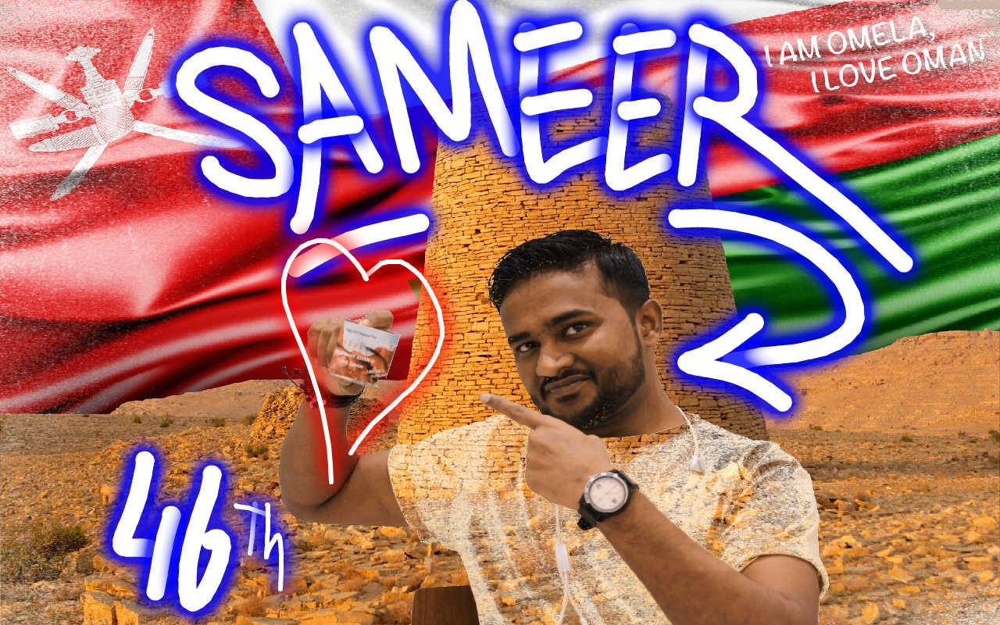 SAMEER
I AM OMELA,
I LOVE OMAN
46Th